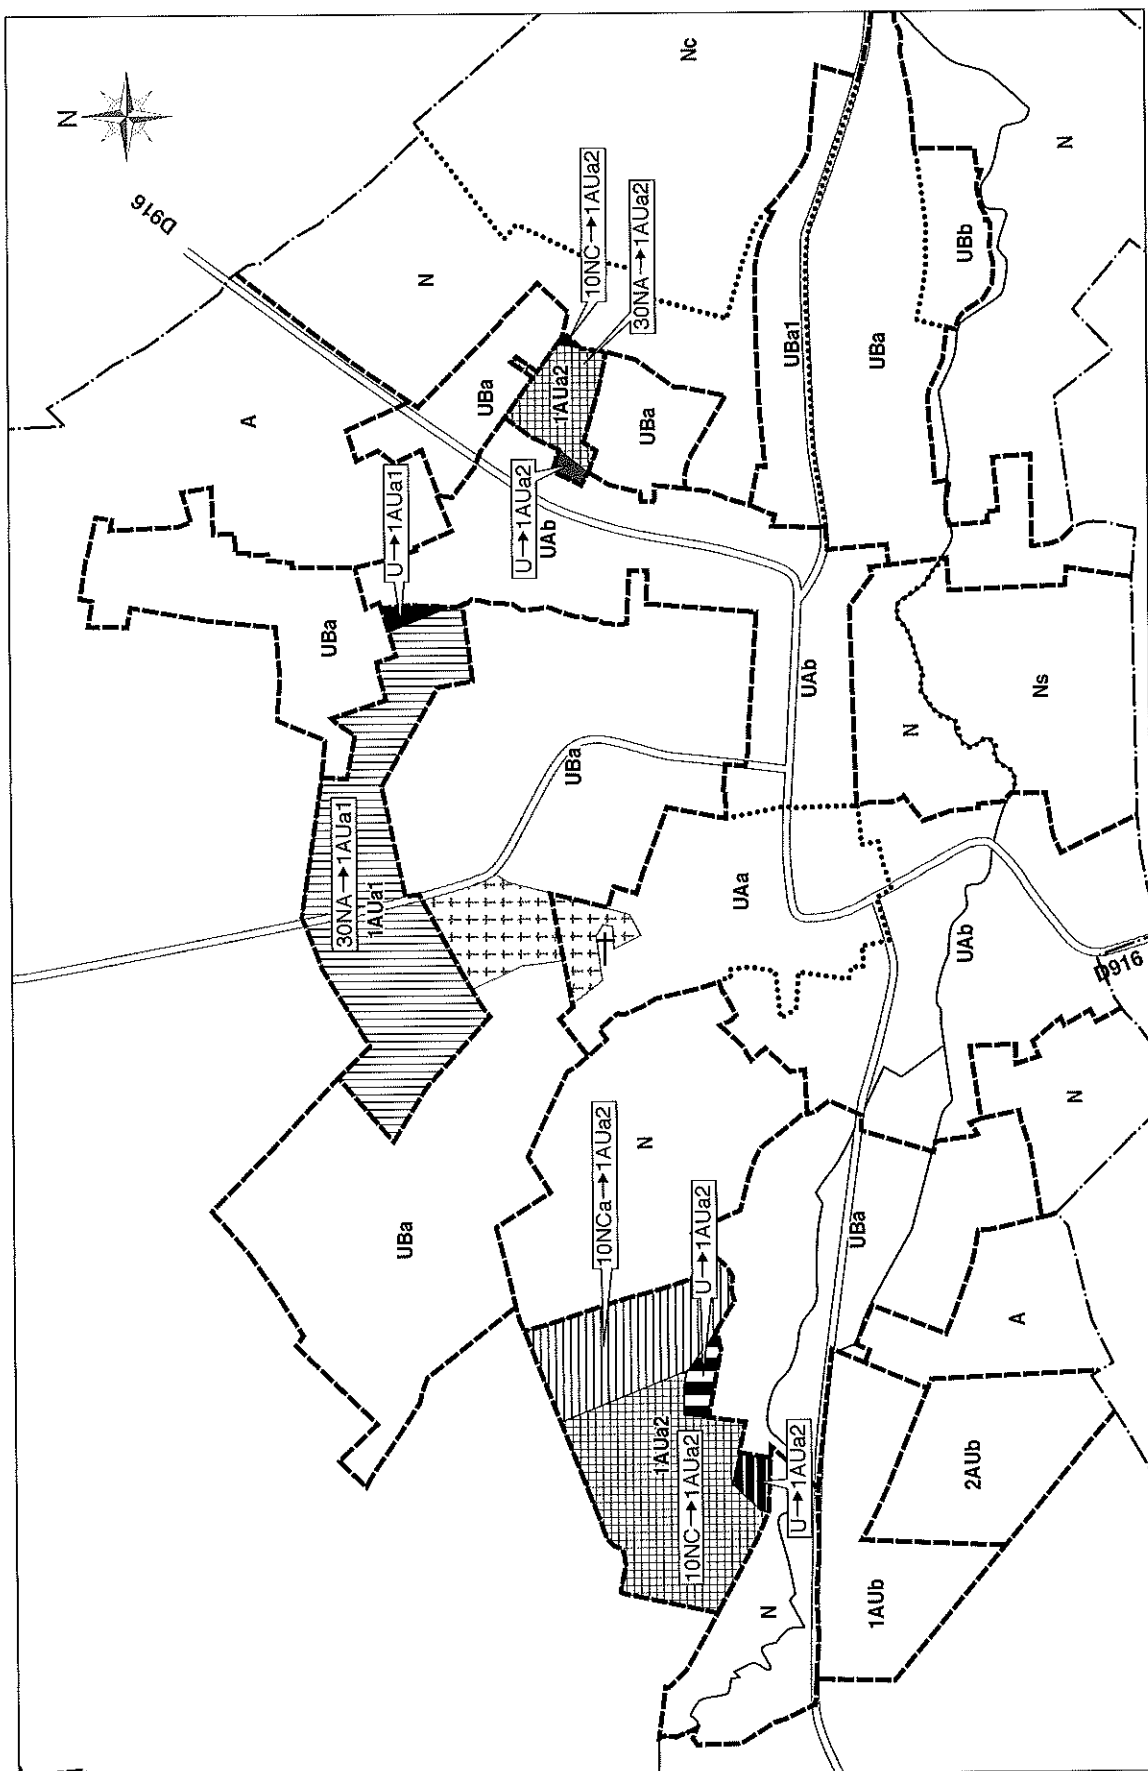 N
D916
Nc
N
A
UBa
10NC→1AUa2
30NA→1AUa2
1AUa2
UBa
U→1AUa2
UAb
U→1AUa1
UBa
30NA→1AUa1
1AUa1
UBa
UBa1
UBa
UBb
N
UAb
N
Ns
UAa
UAb
D916
UBa
N
10NCa→1AUa2
U→1AUa2
1AUa2
10NC→1AUa2
U→1AUa2
N
UBa
N
A
2AUb
1AUb